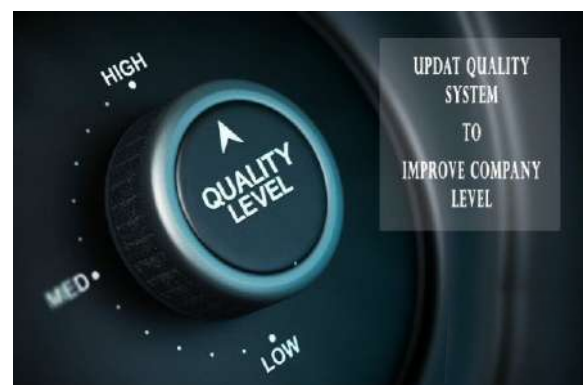 HIGH
QUALITY
LEVEL
MED
LOW
UPDAT QUALITY
SYSTEM
TO
IMPROVE COMPANY
LEVEL